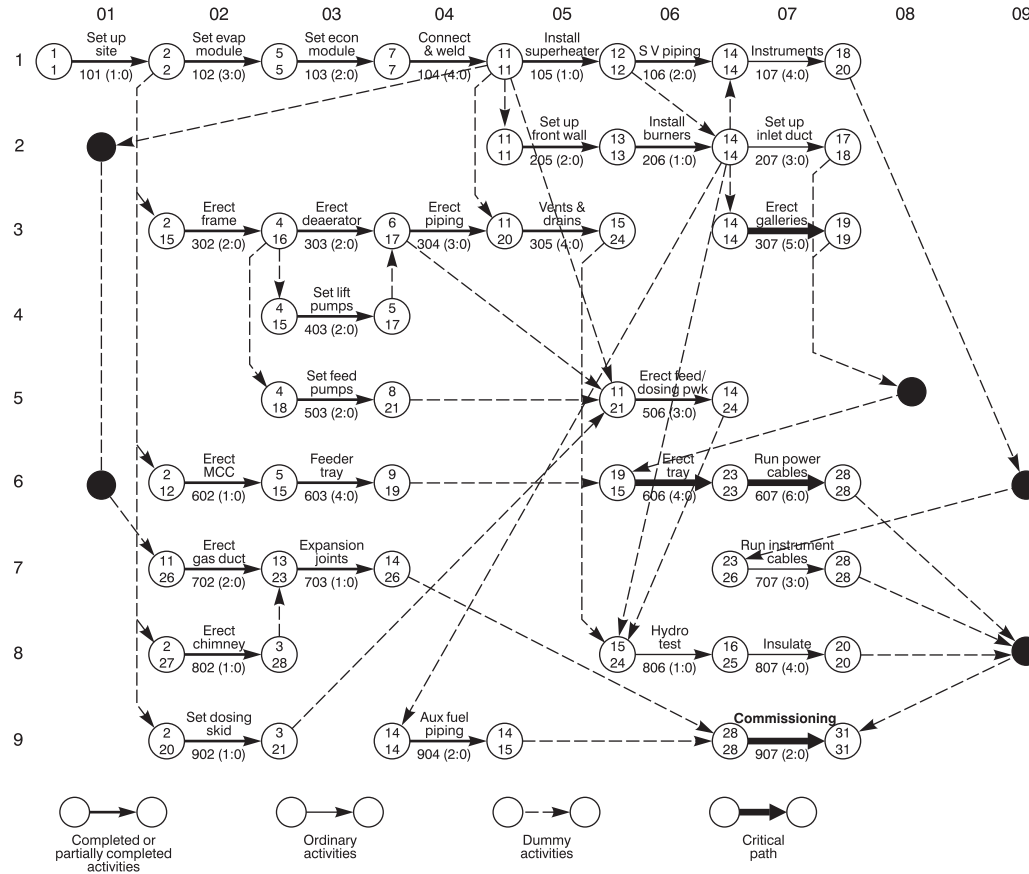 01 02 03 04 05 06 07 08 09
1
Set up site
101 (1:0)
Set evap module
102 (3:0)
Set econ module
103 (2:0)
Connect & weld
104 (4:0)
Install superheater
105 (1:0)
S V piping
106 (2:0)
Instruments
107 (4:0)
1 1
2 2
5 5
7 7
11 11
12 12
14 14
18 20
2
Set up front wall
205 (2:0)
Install burners
206 (1:0)
Set up inlet duct
207 (3:0)
11 11
13 13
14 14
17 18
3
Erect frame
302 (2:0)
Erect deaerator
303 (2:0)
Erect piping
304 (3:0)
Vents & drains
305 (4:0)
Erect galleries
307 (5:0)
2 15
4 16
6 17
11 20
15 24
14 14
19 19
4
Set lift pumps
403 (2:0)
4 15
5 17
5
Set feed pumps
503 (2:0)
Erect feed/ dosing pwk
506 (3:0)
4 18
8 21
11 21
14 24
6
Erect MCC
602 (1:0)
Feeder tray
603 (4:0)
Erect tray
606 (4:0)
Run power cables
607 (6:0)
2 12
5 15
9 19
19 15
23 23
28 28
7
Erect gas duct
702 (2:0)
Expansion joints
703 (1:0)
Run instrument cables
707 (3:0)
11 26
13 23
14 26
23 26
28 28
8
Erect chimney
802 (1:0)
Hydro test
806 (1:0)
Insulate
807 (4:0)
2 27
3 28
15 24
16 25
20 20
9
Set dosing skid
902 (1:0)
Aux fuel piping
904 (2:0)
Commissioning
907 (2:0)
2 20
3 21
14 14
14 15
28 28
31 31
Completed or
partially completed
activities
Ordinary
activities
Dummy
activities
Critical
path